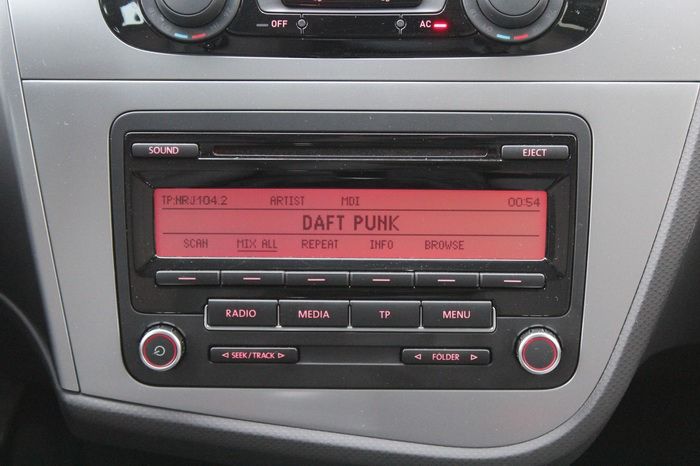 OFF AC
SOUND EJECT
TP:NRJ104.2 ARTIST MDI 00:54
DAFT PUNK
SCAN MIX ALL REPEAT INFO BROWSE
RADIO MEDIA TP MENU
SEEK/TRACK FOLDER